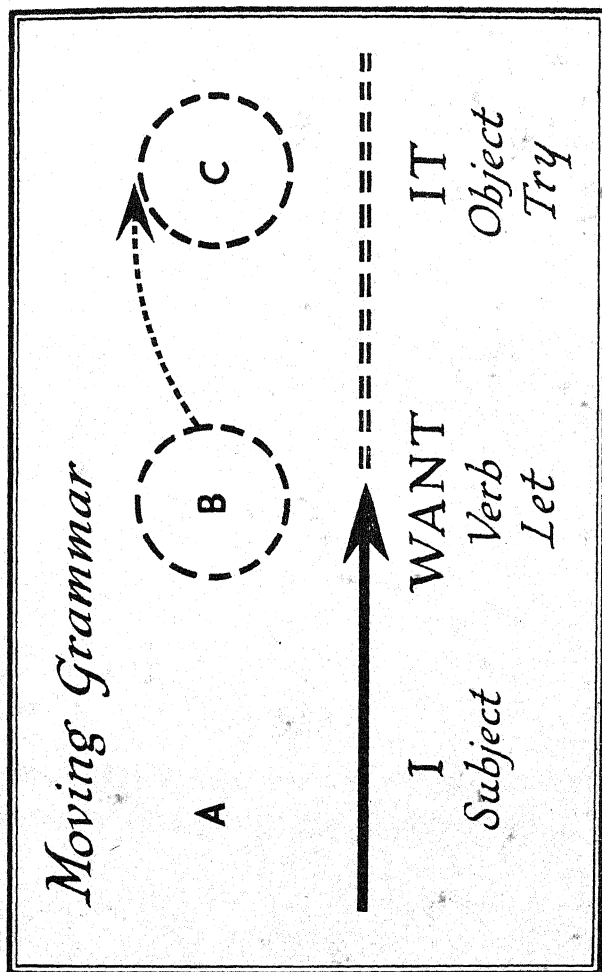 Moving Grammar
A B C
I WANT IT
Subject Verb Object
Let Try